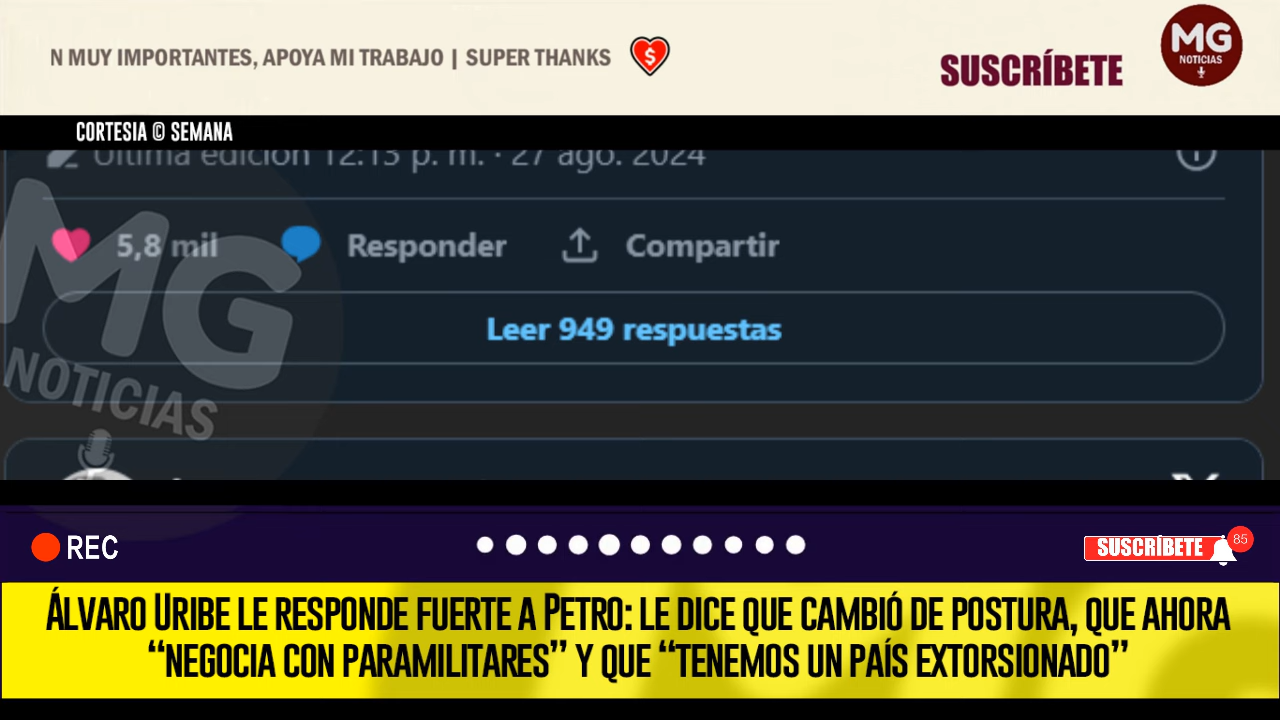 N MUY IMPORTANTES, APOYA MI TRABAJO | SUPER THANKS
$
SUSCRÍBETE
MG
NOTICIAS
CORTESIA © SEMANA
Última edición 12:13 p. m. · 27 ago. 2024
5,8 mil
Responder
Compartir
Leer 949 respuestas
MG
NOTICIAS
REC
SUSCRÍBETE
85
ÁLVARO URIBE LE RESPONDE FUERTE A PETRO: LE DICE QUE CAMBIÓ DE POSTURA, QUE AHORA
“NEGOCIA CON PARAMILITARES” Y QUE “TENEMOS UN PAÍS EXTORSIONADO”